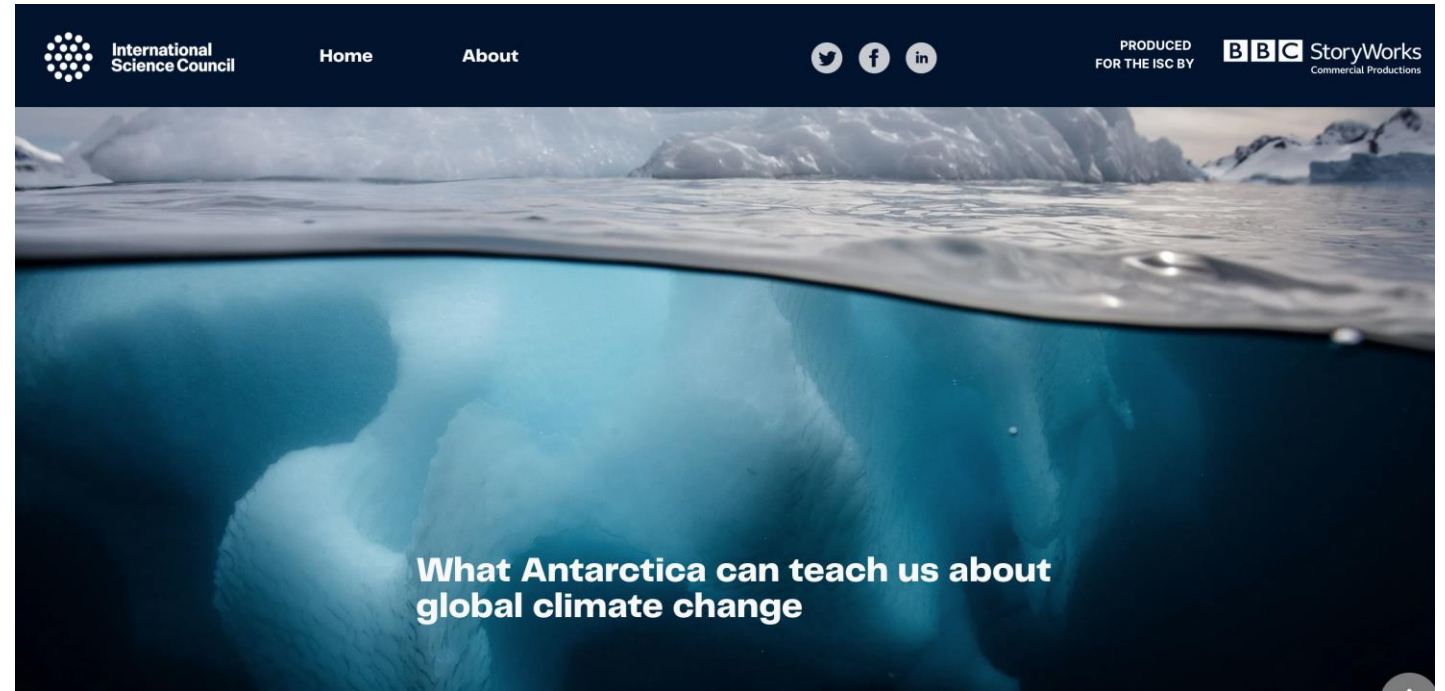 International
Science Council
Home
About
in
PRODUCED
FOR THE ISC BY
BBC StoryWorks
Commercial Productions
What Antarctica can teach us about
global climate change